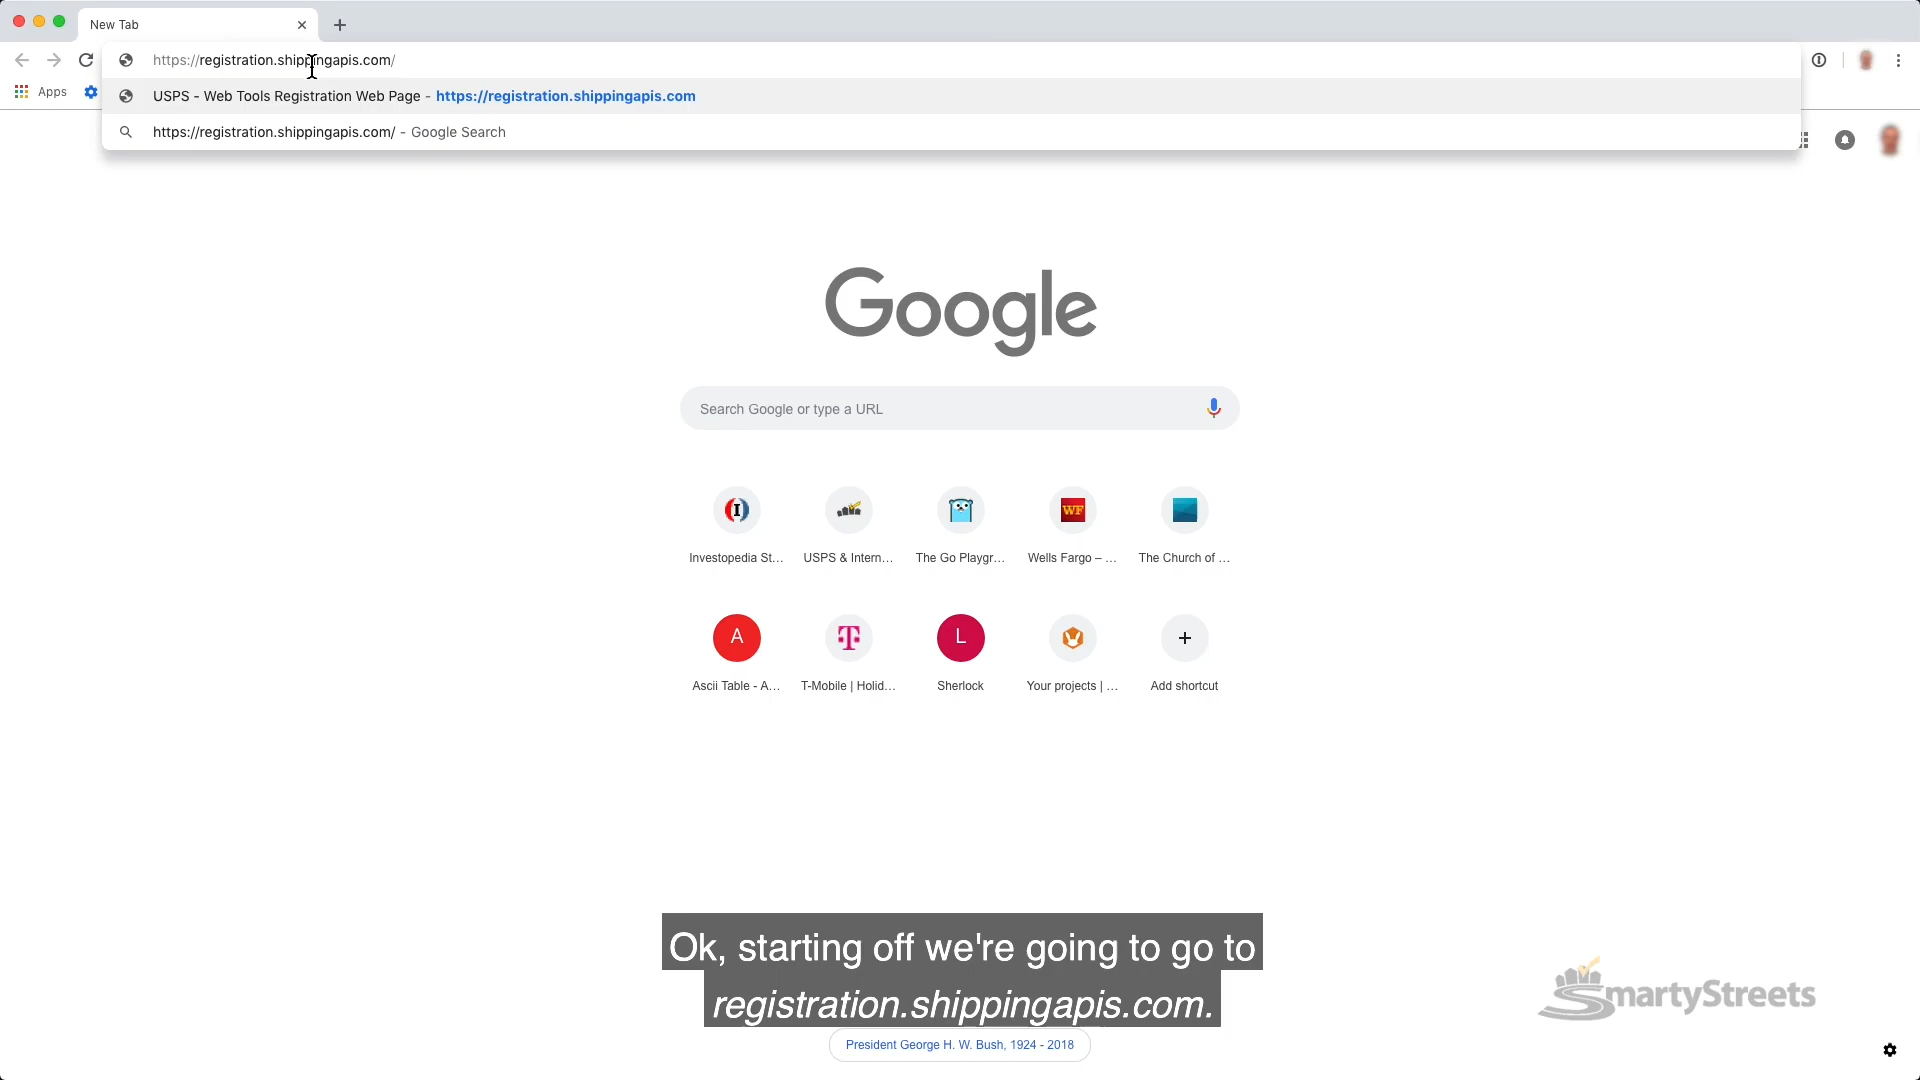 New Tab
https://registration.shippingapis.com/
Apps
USPS - Web Tools Registration Web Page - https://registration.shippingapis.com
https://registration.shippingapis.com/ - Google Search
Google
Search Google or type a URL
Investopedia St...
USPS & Intern...
The Go Playgr...
WF
Wells Fargo – ...
The Church of ...
A
Ascii Table - A...
T
T-Mobile | Holid...
L
Sherlock
Your projects | ...
Add shortcut
Ok, starting off we're going to go to
registration.shippingapis.com.
SmartyStreets
President George H. W. Bush, 1924 - 2018